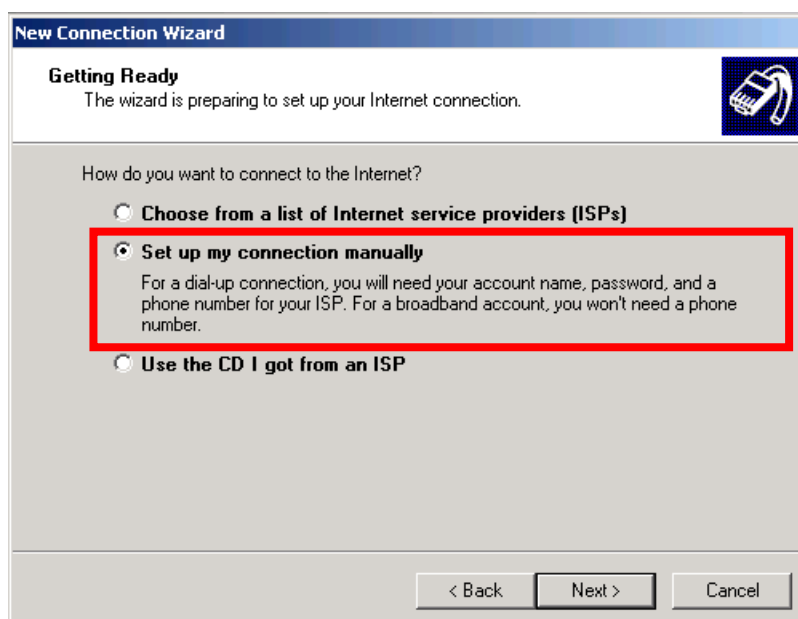 New Connection Wizard
Getting Ready
The wizard is preparing to set up your Internet connection.
How do you want to connect to the Internet?
Choose from a list of Internet service providers (ISPs)
Set up my connection manually
For a dial-up connection, you will need your account name, password, and a
phone number for your ISP. For a broadband account, you won't need a phone
number.
Use the CD I got from an ISP
< Back Next > Cancel